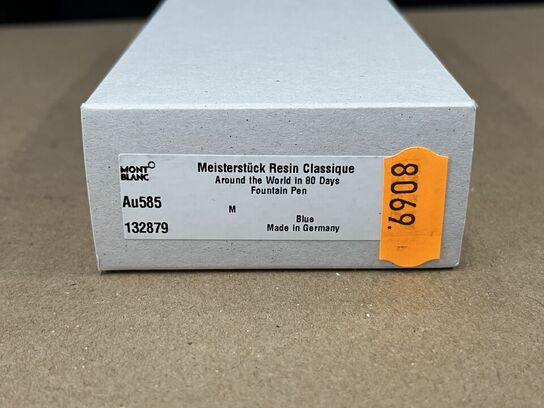 MONT
BLANC
Au585
132879
Meisterstück Resin Classique
Around the World in 80 Days
Fountain Pen
M
Blue
Made in Germany
8069.